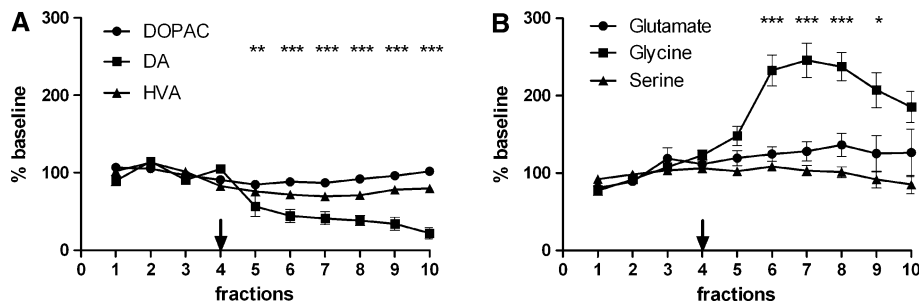 A
DOPAC
DA
HVA
** *** *** *** *** ***
300
200
100
0
% baseline
0 1 2 3 4 5 6 7 8 9 10
fractions
B
Glutamate
Glycine
Serine
*** *** *** *
300
200
100
0
% baseline
0 1 2 3 4 5 6 7 8 9 10
fractions